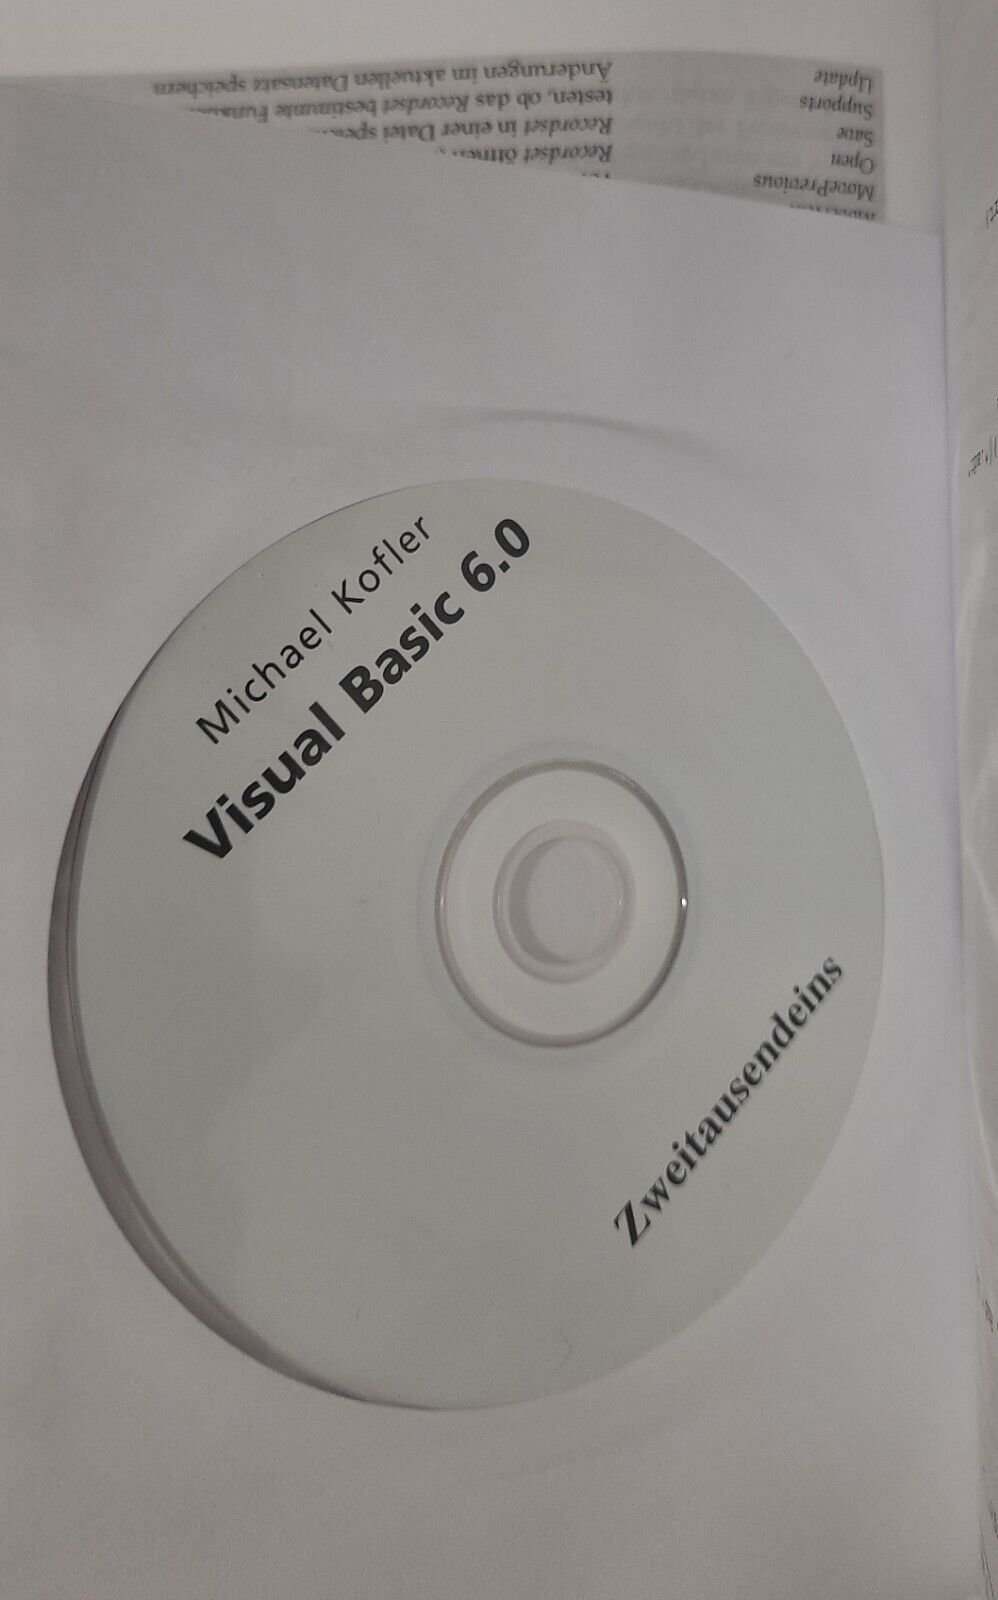 Update Änderungen im aktuellen Datensatz speichern
Supports testen, ob das Recordset bestimmte
Save Recordset in einer Datei
Open Recordset öffnen
MovePrevious
Michael Kofler
Visual Basic 6.0
Zweitausendeins